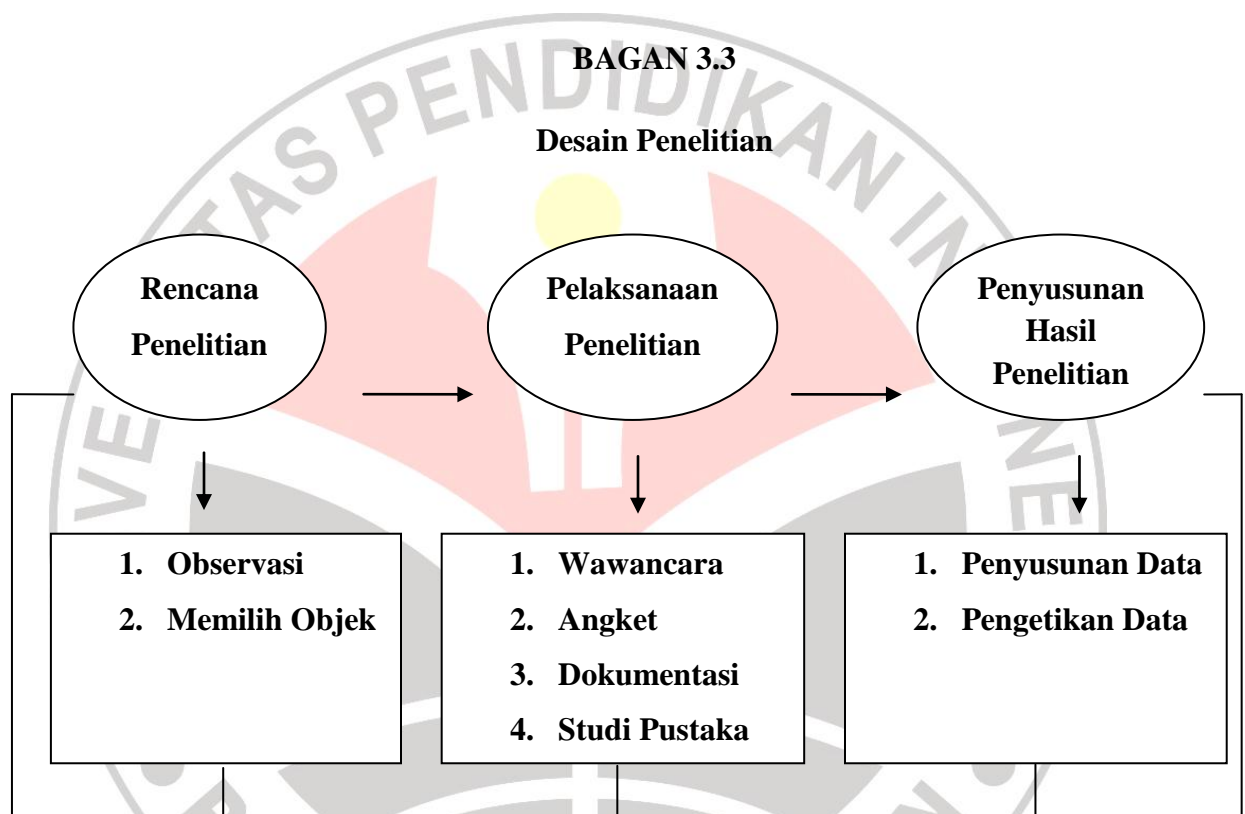 BAGAN 3.3
Desain Penelitian
Rencana
Penelitian
Pelaksanaan
Penelitian
Penyusunan
Hasil
Penelitian
1. Observasi
2. Memilih Objek
1. Wawancara
2. Angket
3. Dokumentasi
4. Studi Pustaka
1. Penyusunan Data
2. Pengetikan Data